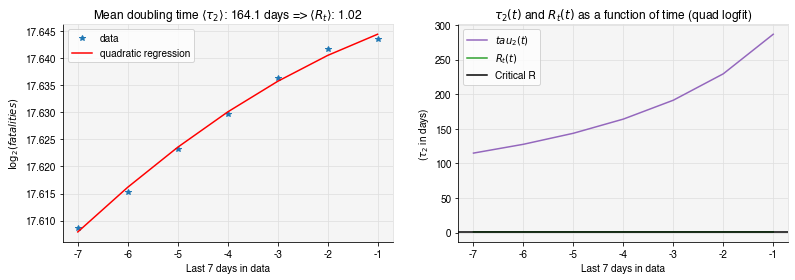 Mean doubling time ⟨τ₂⟩: 164.1 days => ⟨Rₜ⟩: 1.02
data
quadratic regression
log₂(fatalities)
17.645
17.640
17.635
17.630
17.625
17.620
17.615
17.610
-7 -6 -5 -4 -3 -2 -1
Last 7 days in data
τ₂(t) and Rₜ(t) as a function of time (quad logfit)
tau₂(t)
Rₜ(t)
Critical R
(τ₂ in days)
300
250
200
150
100
50
0
-7 -6 -5 -4 -3 -2 -1
Last 7 days in data